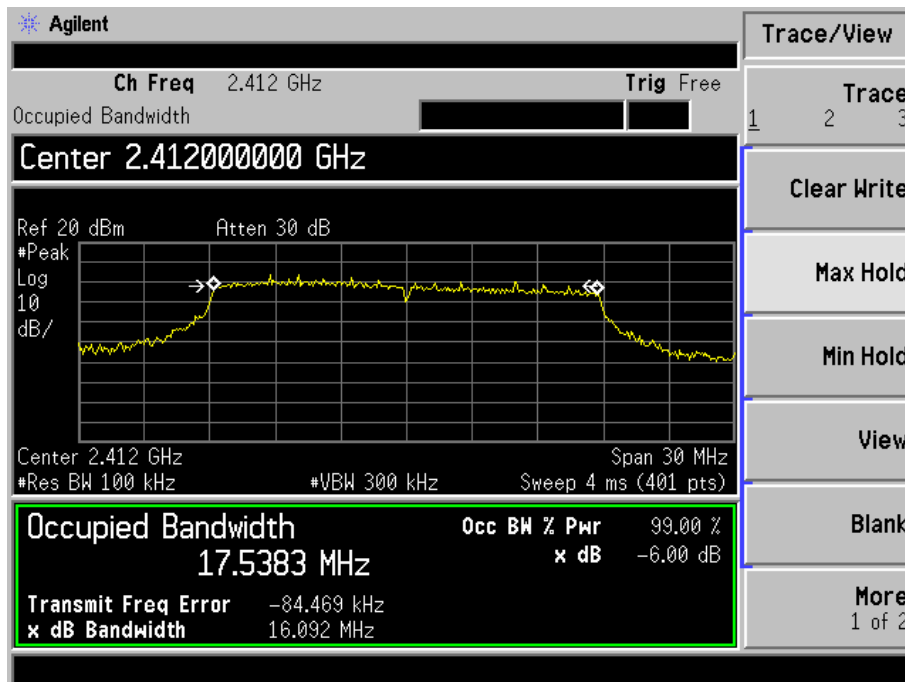 Agilent
Trace/View
Ch Freq 2.412 GHz Trig Free
Occupied Bandwidth
Center 2.412000000 GHz
Ref 20 dBm Atten 30 dB
#Peak
Log
10
dB/
Center 2.412 GHz Span 30 MHz
#Res BW 100 kHz #VBW 300 kHz Sweep 4 ms (401 pts)
Occupied Bandwidth
17.5383 MHz
Occ BW % Pwr 99.00 %
x dB -6.00 dB
Transmit Freq Error -84.469 kHz
x dB Bandwidth 16.092 MHz
Trace
1 2 3
Clear Write
Max Hold
Min Hold
View
Blank
More
1 of 2